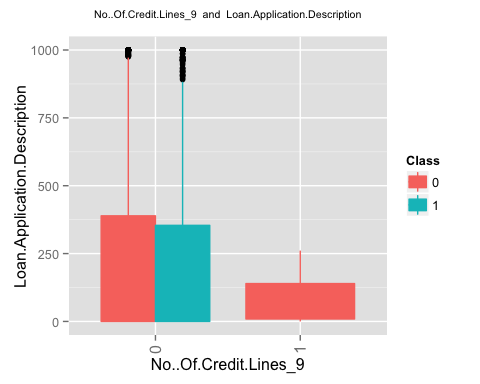 No..Of.Credit.Lines_9 and Loan.Application.Description
1000
750
500
250
0
Loan.Application.Description
0
1
No..Of.Credit.Lines_9
Class
0
1